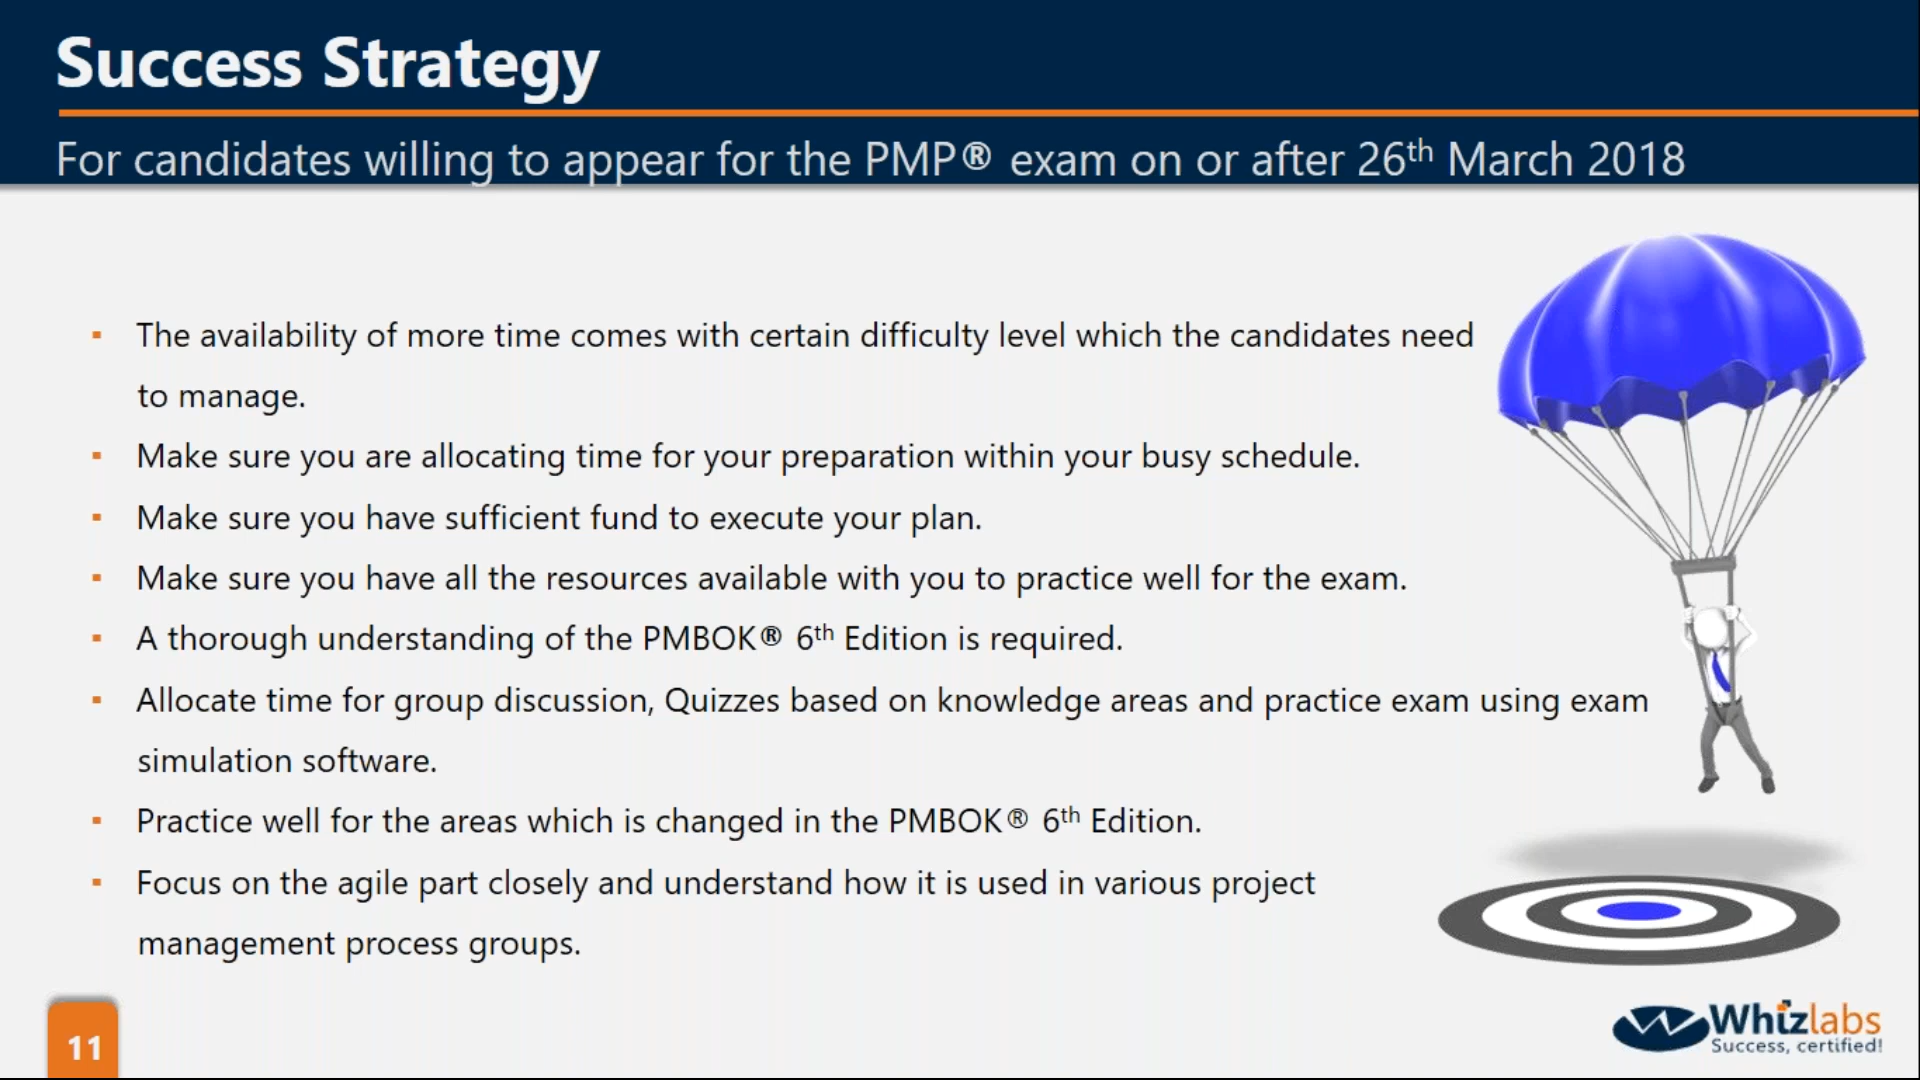 Success Strategy
For candidates willing to appear for the PMP® exam on or after 26th March 2018
▪ The availability of more time comes with certain difficulty level which the candidates need
to manage.
▪ Make sure you are allocating time for your preparation within your busy schedule.
▪ Make sure you have sufficient fund to execute your plan.
▪ Make sure you have all the resources available with you to practice well for the exam.
▪ A thorough understanding of the PMBOK® 6th Edition is required.
▪ Allocate time for group discussion, Quizzes based on knowledge areas and practice exam using exam
simulation software.
▪ Practice well for the areas which is changed in the PMBOK® 6th Edition.
▪ Focus on the agile part closely and understand how it is used in various project
management process groups.
11
Whizlabs
Success, certified!